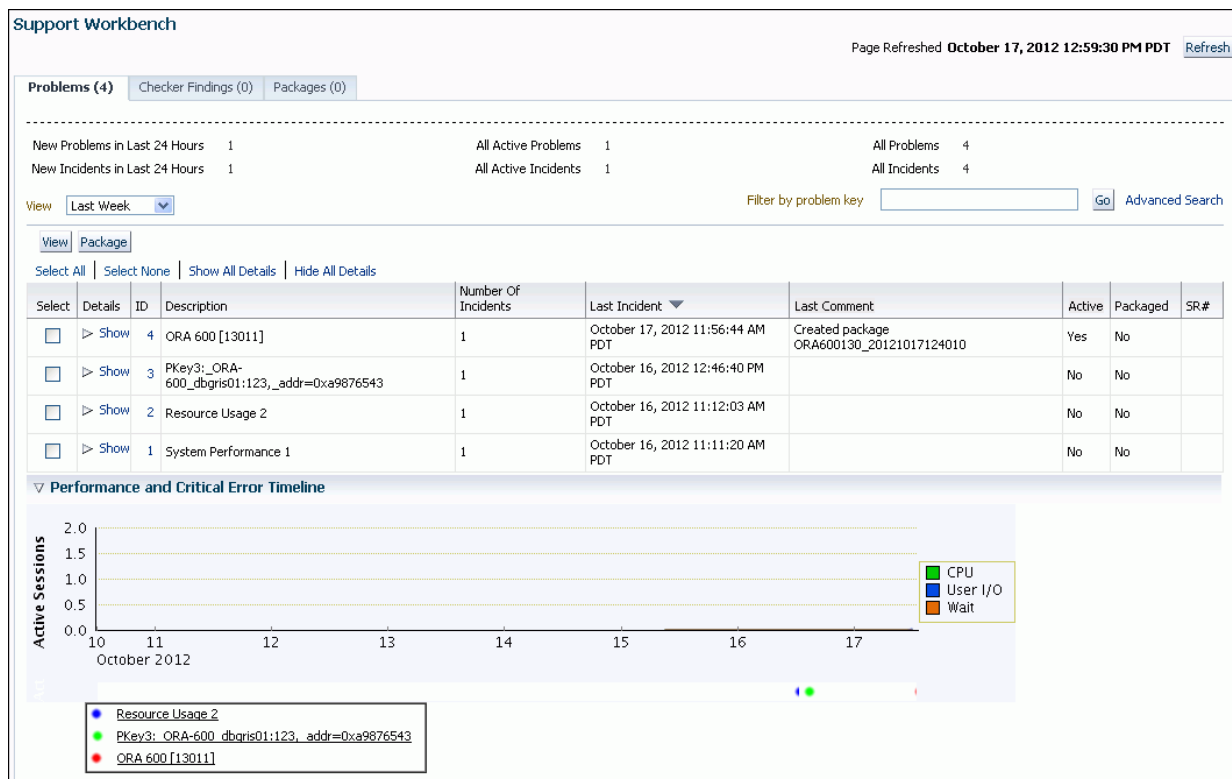 Support Workbench
Page Refreshed October 17, 2012 12:59:30 PM PDT Refresh
Problems (4) Checker Findings (0) Packages (0)
New Problems in Last 24 Hours 1 All Active Problems 1 All Problems 4
New Incidents in Last 24 Hours 1 All Active Incidents 1 All Incidents 4
View Last Week Filter by problem key Go Advanced Search
View Package
Select All | Select None | Show All Details | Hide All Details
Select Details ID Description Number Of Incidents Last Incident Last Comment Active Packaged SR#
Show 4 ORA 600 [13011] 1 October 17, 2012 11:56:44 AM PDT Created package ORA600130_20121017124010 Yes No
Show 3 PKey3:_ORA-600_dbgris01:123,_addr=0xa9876543 1 October 16, 2012 12:46:40 PM PDT No No
Show 2 Resource Usage 2 1 October 16, 2012 11:12:03 AM PDT No No
Show 1 System Performance 1 1 October 16, 2012 11:11:20 AM PDT No No
Performance and Critical Error Timeline
Active Sessions
2.0
1.5
1.0
0.5
0.0
10 11 12 13 14 15 16 17
October 2012
CPU
User I/O
Wait
Resource Usage 2
PKey3:_ORA-600_dbgris01:123,_addr=0xa9876543
ORA 600 [13011]